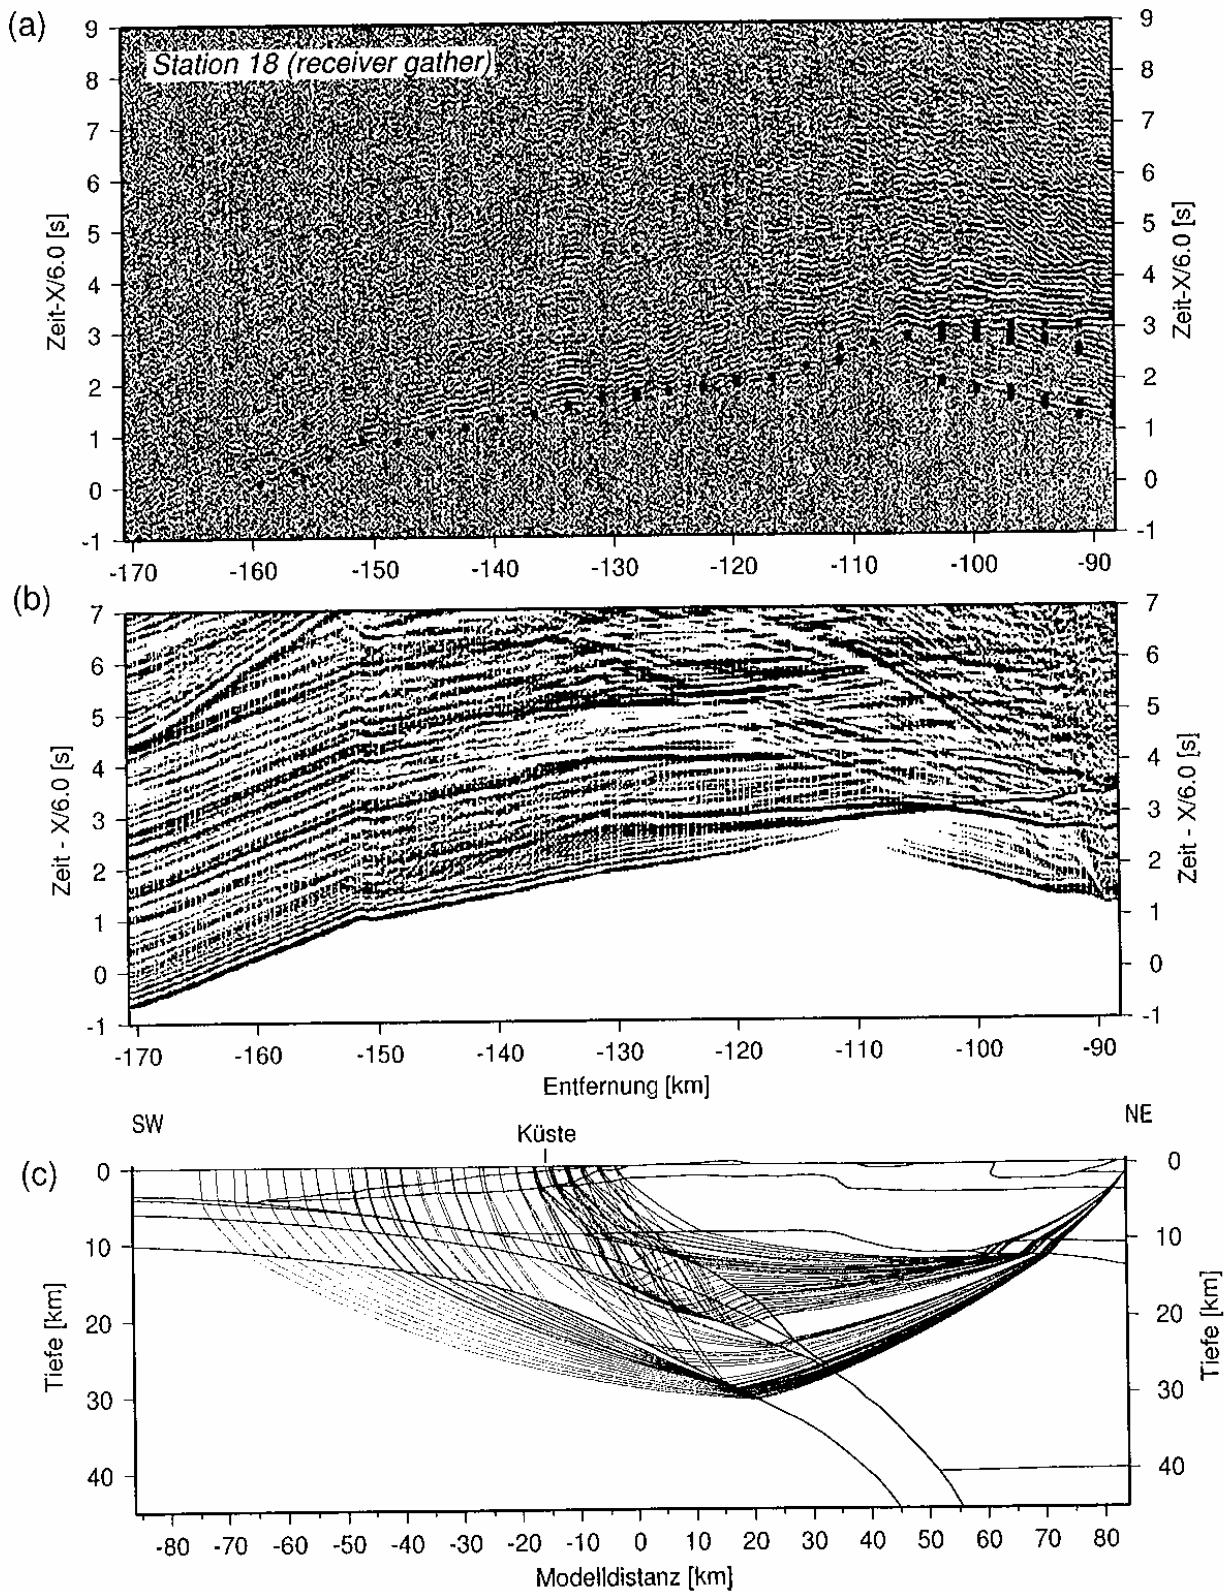 (a)
Station 18 (receiver gather)
9 8 7 6 5 4 3 2 1 0 -1
Zeit-X/6.0 [s]
9 8 7 6 5 4 3 2 1 0 -1
Zeit-X/6.0 [s]
-170 -160 -150 -140 -130 -120 -110 -100 -90
(b)
7 6 5 4 3 2 1 0 -1
Zeit - X/6.0 [s]
7 6 5 4 3 2 1 0 -1
Zeit - X/6.0 [s]
-170 -160 -150 -140 -130 -120 -110 -100 -90
Entfernung [km]
SW
Küste
NE
(c)
0 10 20 30 40
Tiefe [km]
0 10 20 30 40
Tiefe [km]
-80 -70 -60 -50 -40 -30 -20 -10 0 10 20 30 40 50 60 70 80
Modelldistanz [km]